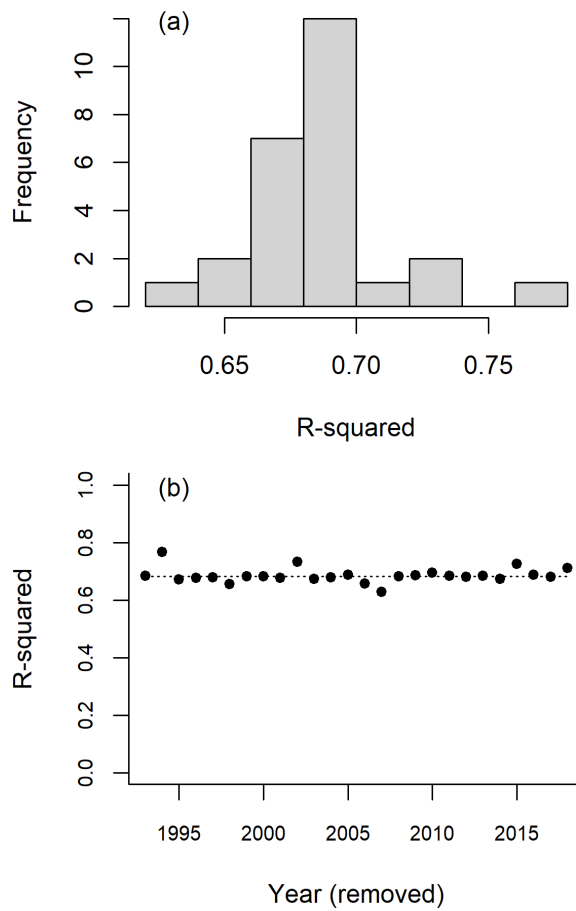 (a)
Frequency
0 2 4 6 8 10
0.65 0.70 0.75
R-squared
(b)
R-squared
0.0 0.2 0.4 0.6 0.8 1.0
1995 2000 2005 2010 2015
Year (removed)